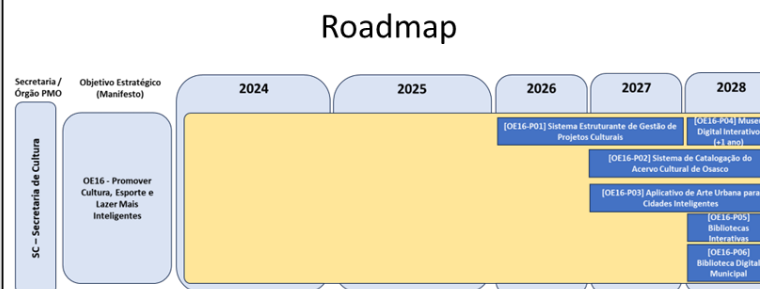 Roadmap
Secretaria /
Órgão PMO
Objetivo Estratégico
(Manifesto)
2024
2025
2026
2027
2028
SC – Secretaria de Cultura
OE16 - Promover
Cultura, Esporte e
Lazer Mais
Inteligentes
[OE16-P01] Sistema Estruturante de Gestão de
Projetos Culturais
[OE16-P04] Museu
Digital Interativo
(+1 ano)
[OE16-P02] Sistema de Catalogação do
Acervo Cultural de Osasco
[OE16-P03] Aplicativo de Arte Urbana para
Cidades Inteligentes
[OE16-P05]
Bibliotecas
Interativas
[OE16-P06]
Biblioteca Digital
Municipal